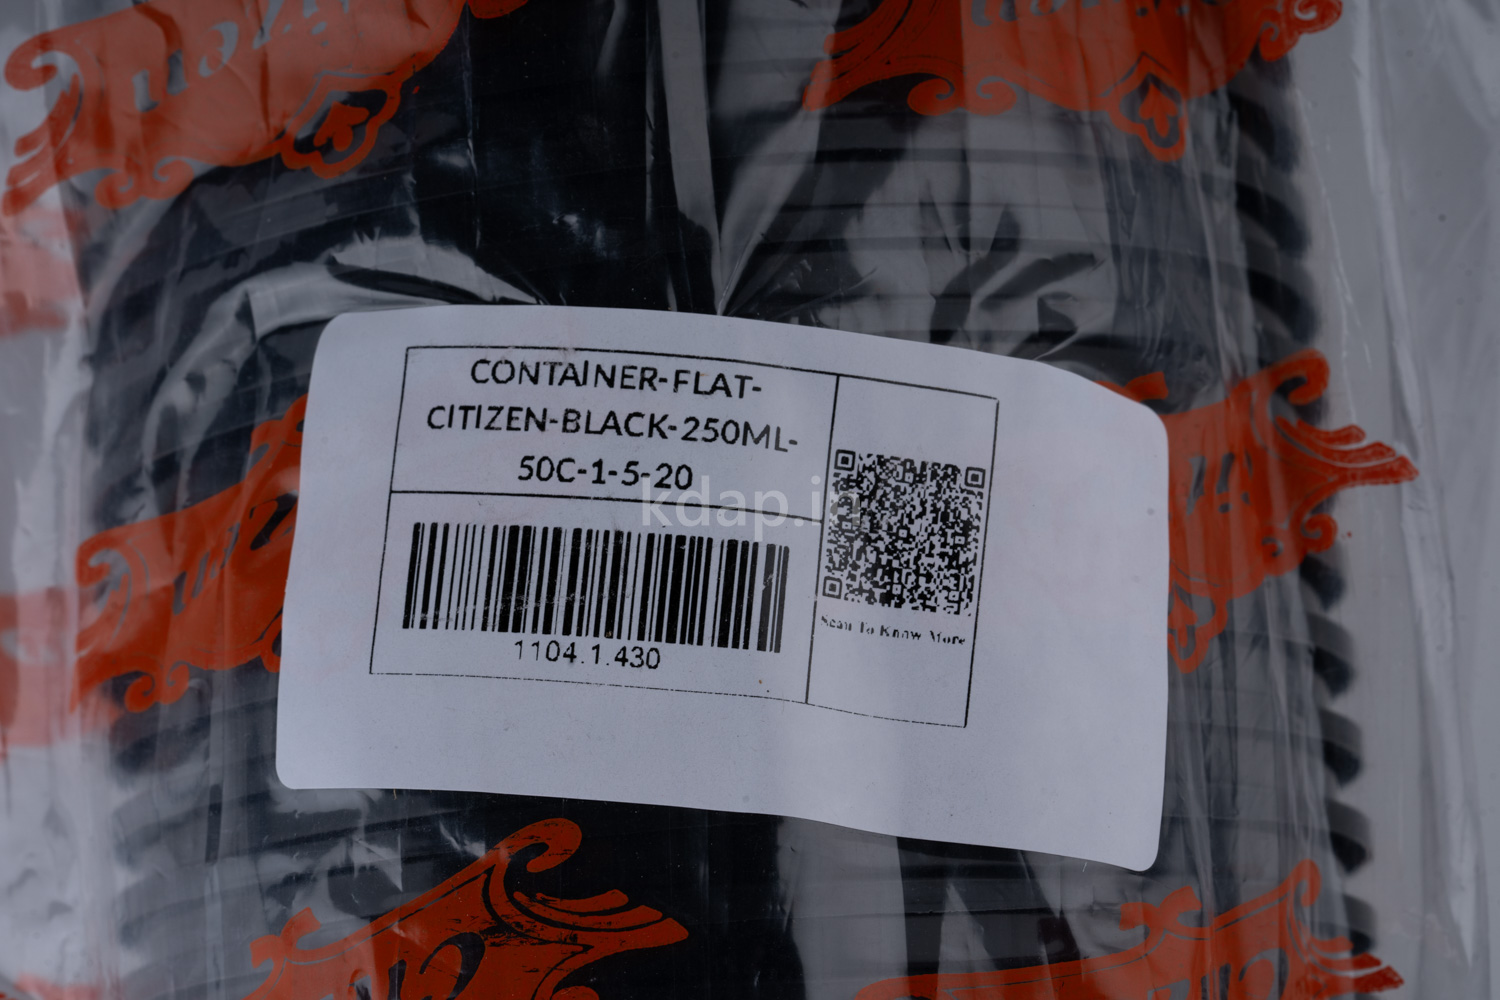 CONTAINER-FLAT-
CITIZEN-BLACK-250ML-
50C-1-5-20
kdap.in
1104.1.430
Scan To Know More